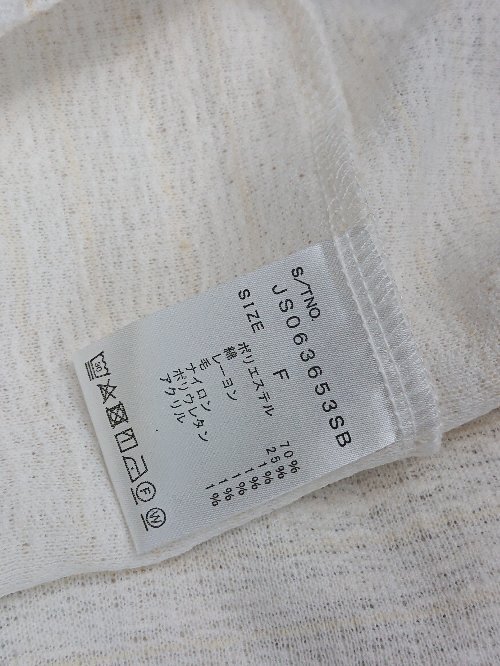 S/TNO.
JS063653SB
SIZE F
ポリエステル 70%
綿 25%
レーヨン 1%
毛 1%
ナイロン 1%
ポリウレタン 1%
アクリル 1%
F
W